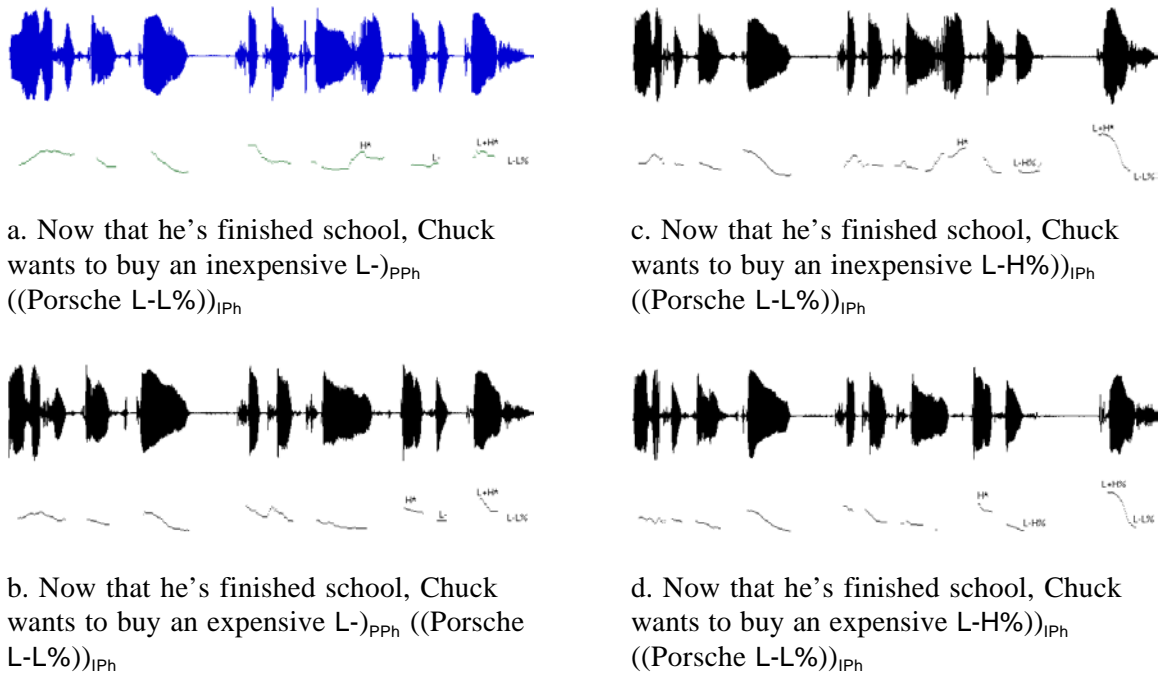 H* L- L+H* L-L%
a. Now that he’s finished school, Chuck
wants to buy an inexpensive L-)PPh
((Porsche L-L%))IPh
H* L- L+H* L-L%
b. Now that he’s finished school, Chuck
wants to buy an expensive L-)PPh ((Porsche
L-L%))IPh
L+H* H* L-H% L-L%
c. Now that he’s finished school, Chuck
wants to buy an inexpensive L-H%))IPh
((Porsche L-L%))IPh
L+H% H* L-H% L-L%
d. Now that he’s finished school, Chuck
wants to buy an expensive L-H%))IPh
((Porsche L-L%))IPh